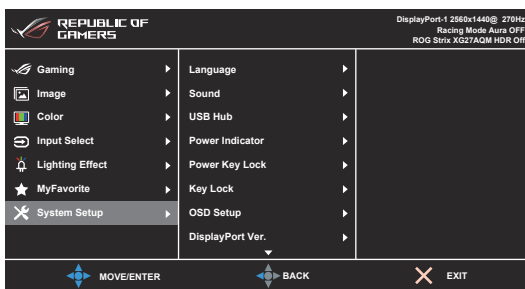 REPUBLIC OF
GAMERS
DisplayPort-1 2560x1440@ 270Hz
Racing Mode Aura OFF
ROG Strix XG27AQM HDR Off
Gaming
Image
Color
Input Select
Lighting Effect
MyFavorite
System Setup
Language
Sound
USB Hub
Power Indicator
Power Key Lock
Key Lock
OSD Setup
DisplayPort Ver.
MOVE/ENTER
BACK
EXIT